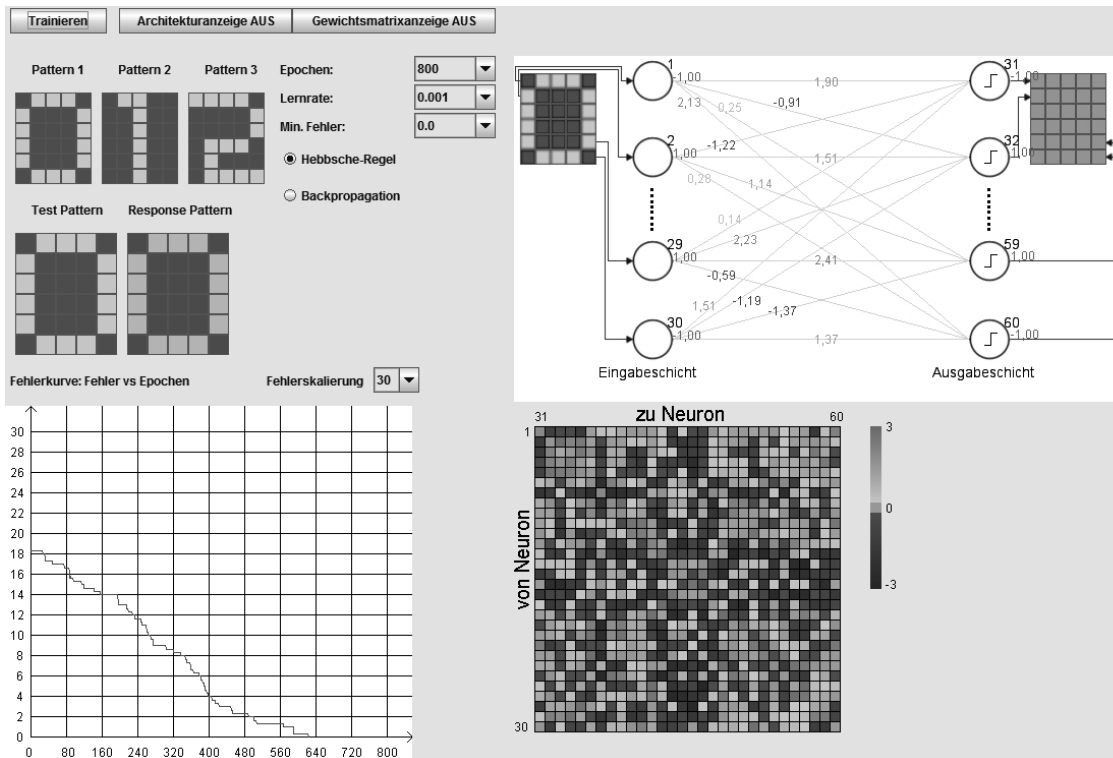 Trainieren Architekturanzeige AUS Gewichtsmatrixanzeige AUS
Pattern 1 Pattern 2 Pattern 3
Epochen: 800
Lernrate: 0.001
Min. Fehler: 0.0
Hebbsche-Regel
Backpropagation
Test Pattern Response Pattern
Fehlerkurve: Fehler vs Epochen Fehlerskalierung 30
30
28
26
24
22
20
18
16
14
12
10
8
6
4
2
0
0 80 160 240 320 400 480 560 640 720 800
1 31
-1,00 1,90 -1,00
2,13 0,25 -0,91
2 32
1,00 -1,22 1,51 1,00
0,28 1,14
0,14
29 2,23 59
1,00 2,41 1,00
-0,59
1,51 -1,19 -1,37
30 60
-1,00 1,37 -1,00
Eingabeschicht Ausgabeschicht
31 zu Neuron 60
1
von Neuron
30
3
0
-3